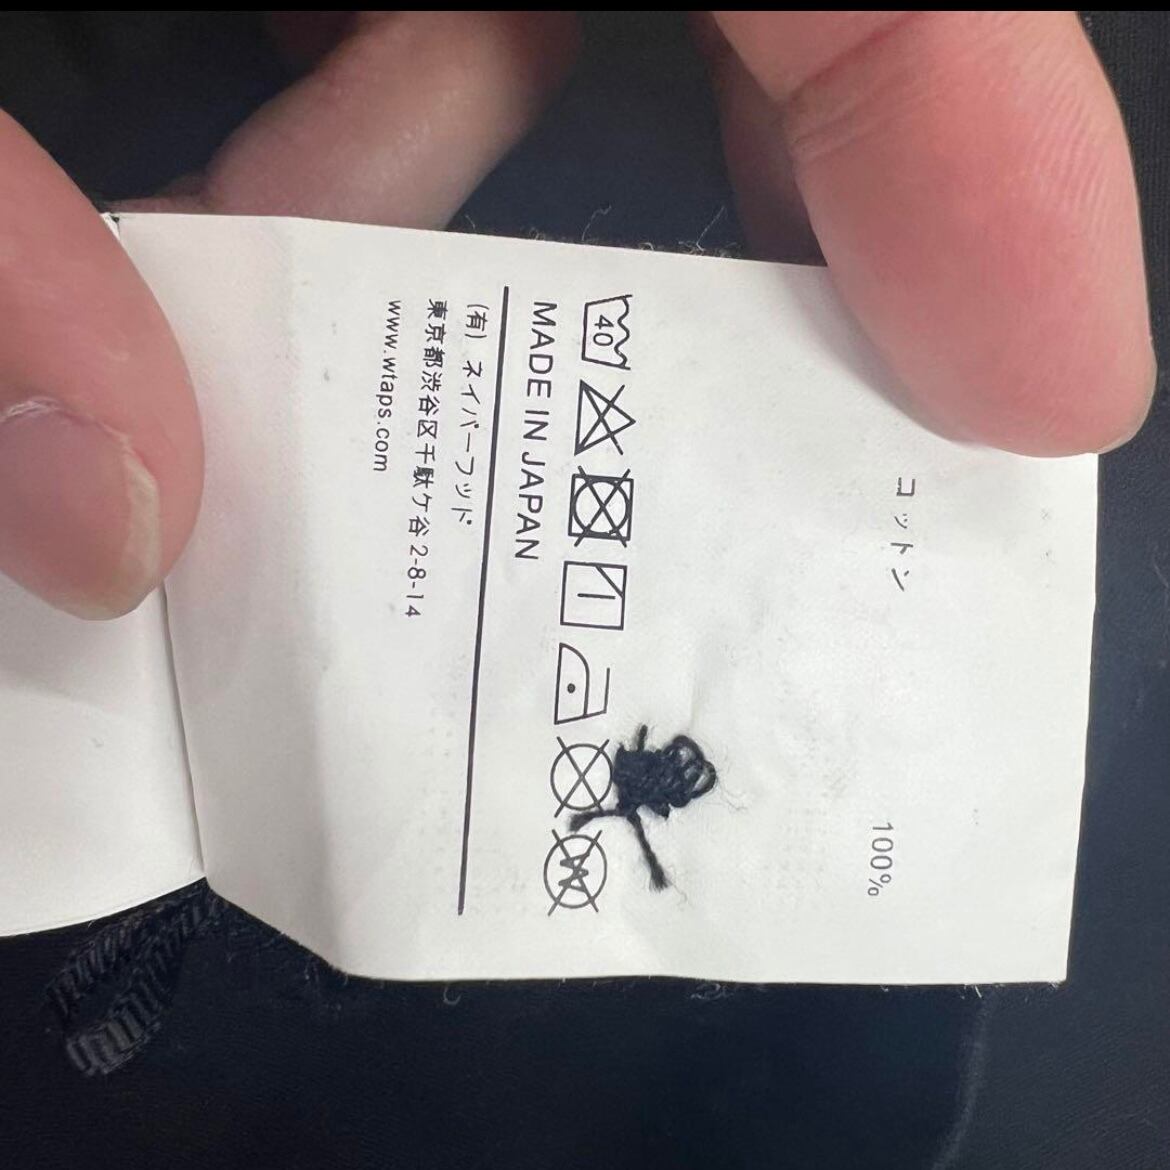 コットン 100%
40
MADE IN JAPAN
(有) ネイバーフッド
東京都渋谷区千駄ケ谷 2-8-14
www.wtaps.com